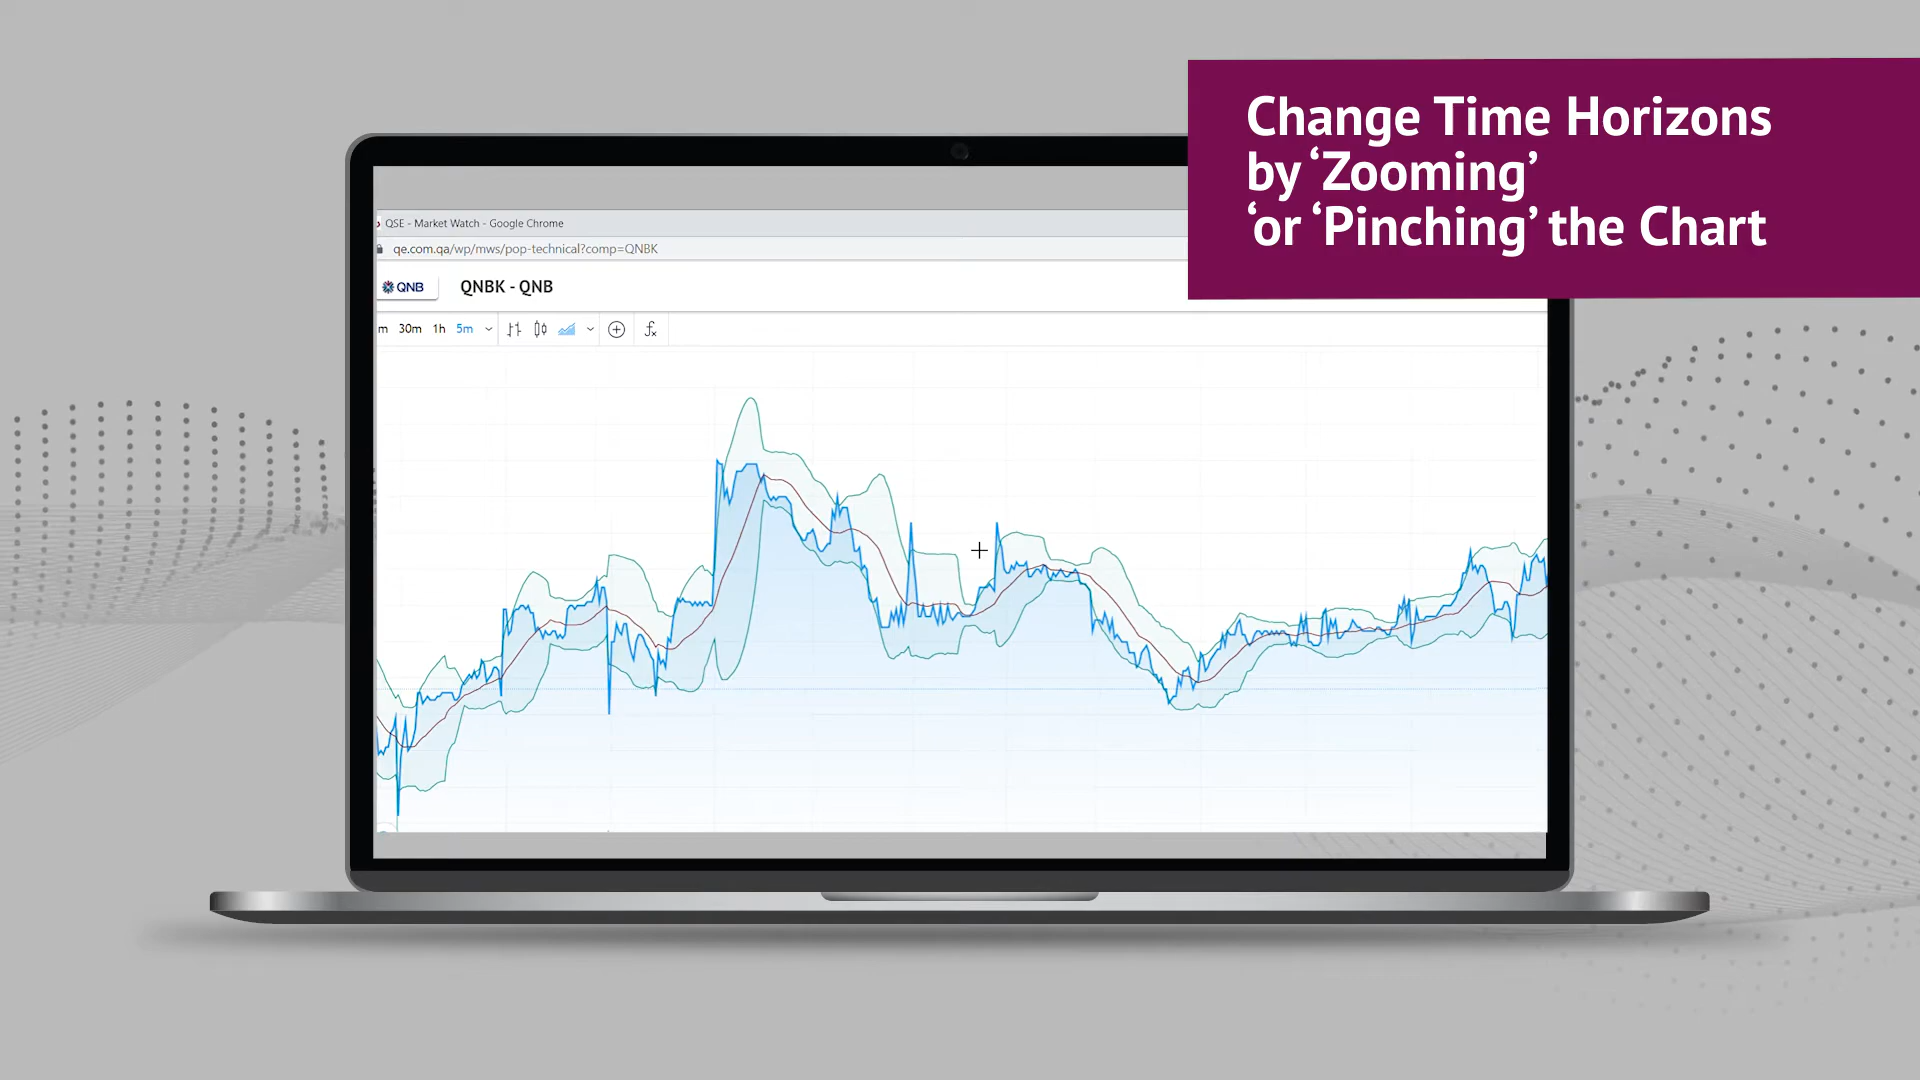 Change Time Horizons
by ‘Zooming’
‘or ‘Pinching’ the Chart
QSE - Market Watch - Google Chrome
qe.com.qa/wp/mws/pop-technical?comp=QNBK
QNB
QNBK - QNB
m 30m 1h 5m